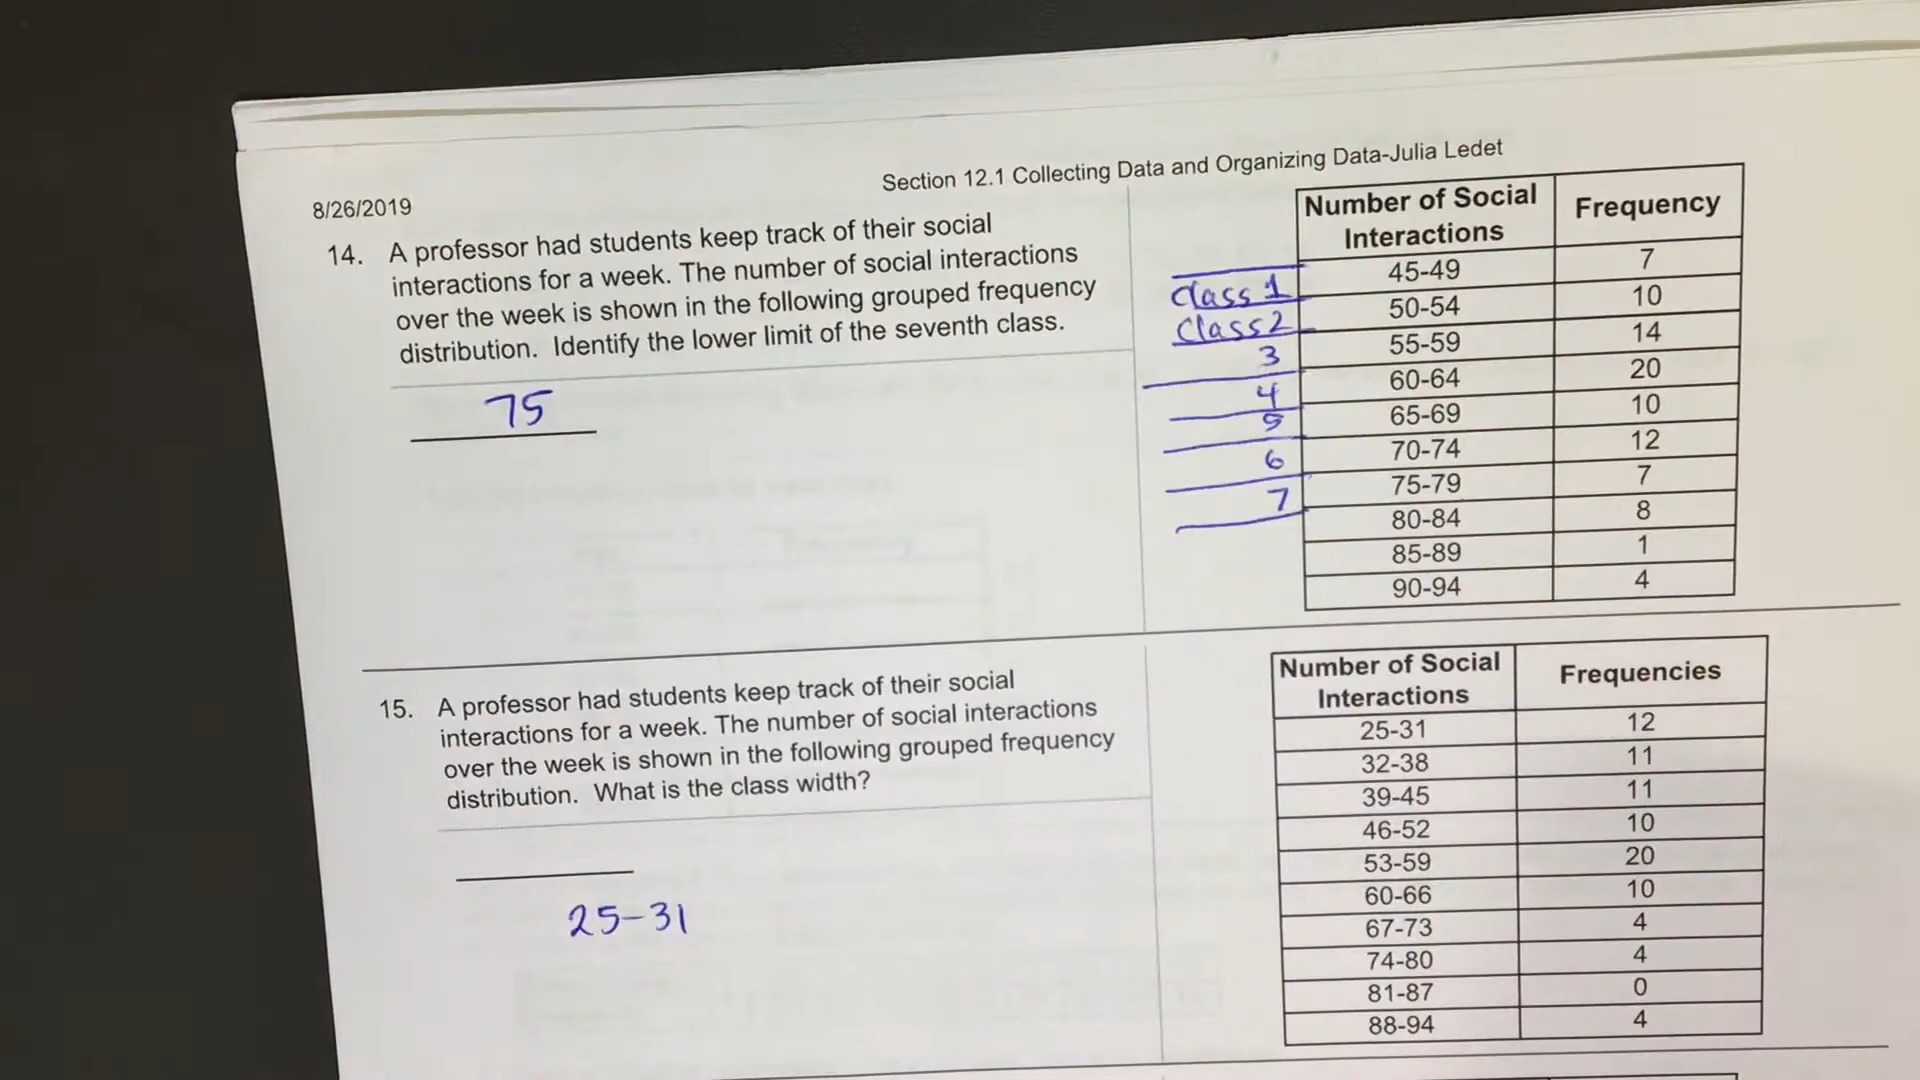 Section 12.1 Collecting Data and Organizing Data-Julia Ledet
8/26/2019
14. A professor had students keep track of their social
interactions for a week. The number of social interactions
over the week is shown in the following grouped frequency
distribution. Identify the lower limit of the seventh class.
75
Number of Social Interactions Frequency
45-49 7
Class 1
50-54 10
Class 2
55-59 14
3
60-64 20
4
65-69 10
5
70-74 12
6
75-79 7
7
80-84 8
85-89 1
90-94 4
15. A professor had students keep track of their social
interactions for a week. The number of social interactions
over the week is shown in the following grouped frequency
distribution. What is the class width?
25-31
Number of Social Interactions Frequencies
25-31 12
32-38 11
39-45 11
46-52 10
53-59 20
60-66 10
67-73 4
74-80 4
81-87 0
88-94 4